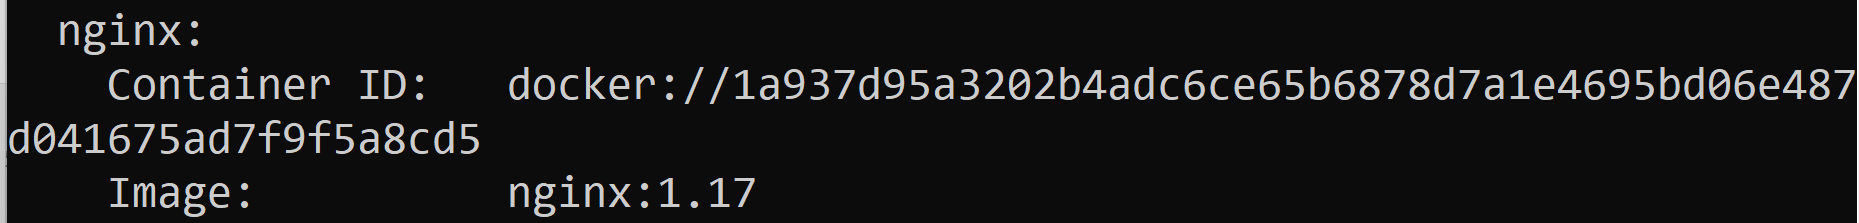 nginx:
Container ID: docker://1a937d95a3202b4adc6ce65b6878d7a1e4695bd06e487
d041675ad7f9f5a8cd5
Image: nginx:1.17